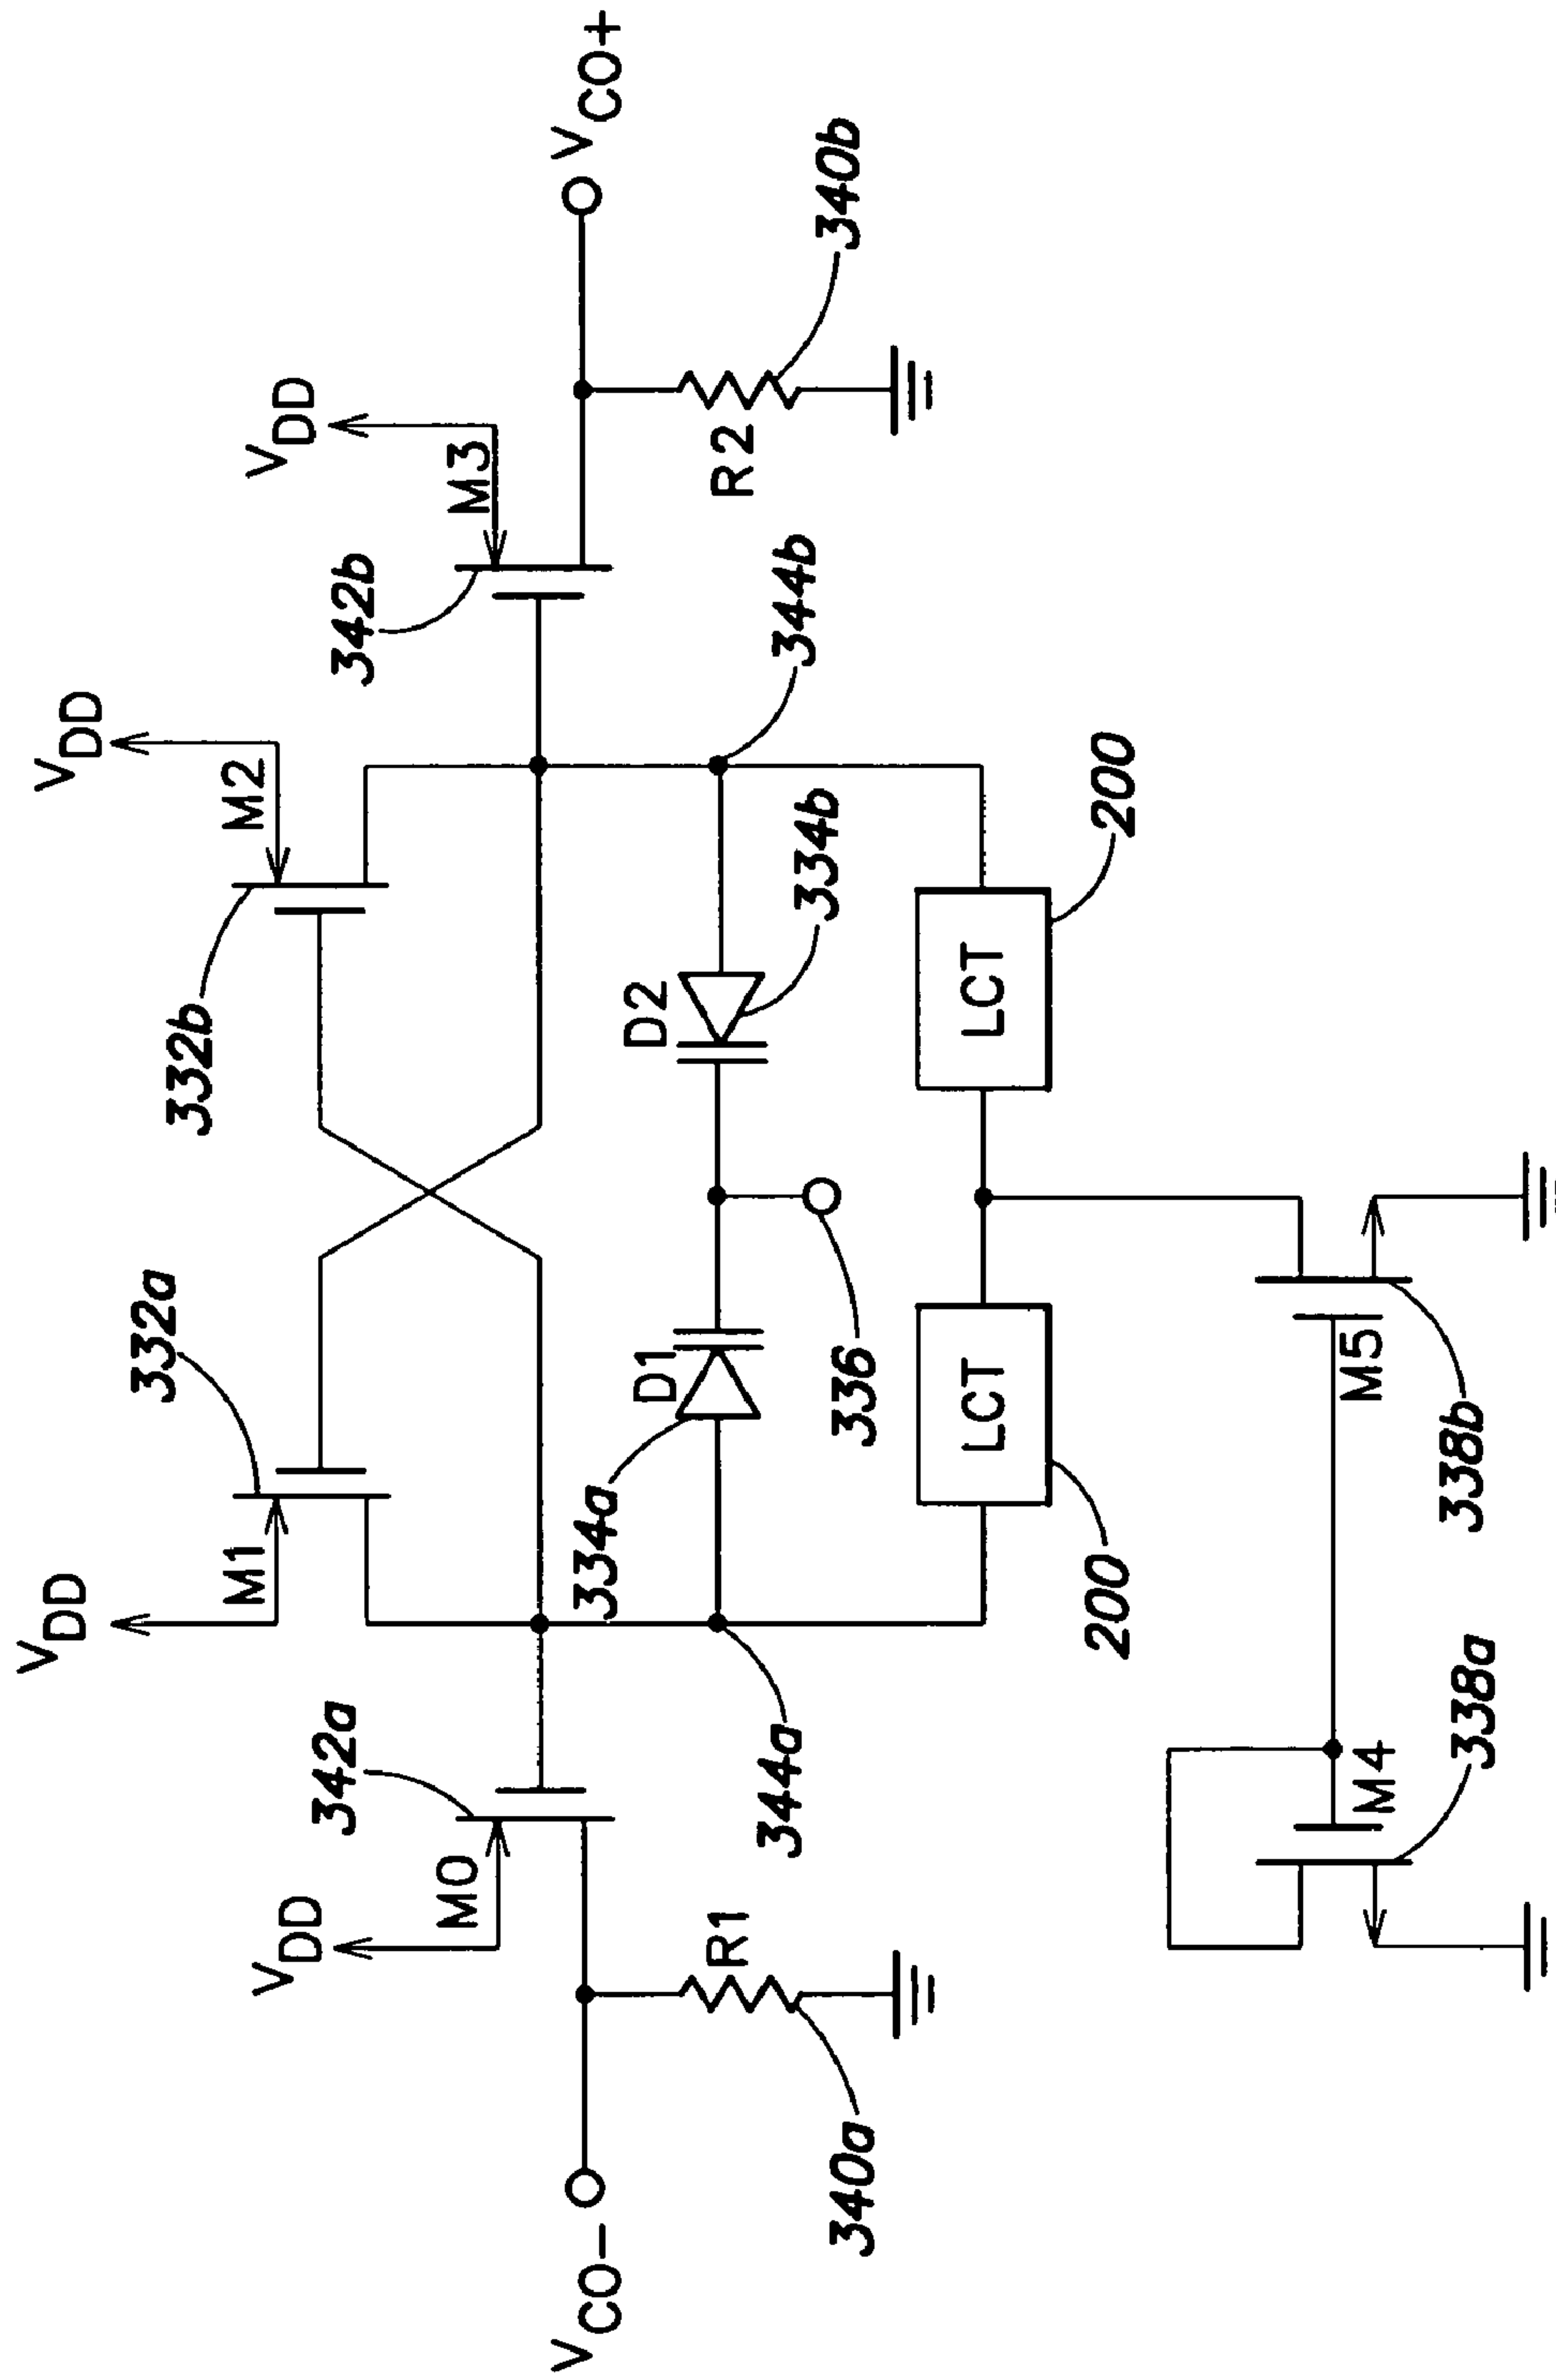 VDD
VDD
M1
332a
332b
M2
VDD
VDD
342a
M0
342b
M3
VCO-
VCO+
R1
340a
334a
D1
D2
334b
R2
340b
344a
336
344b
LCT
LCT
200
200
M4
338a
M5
338b